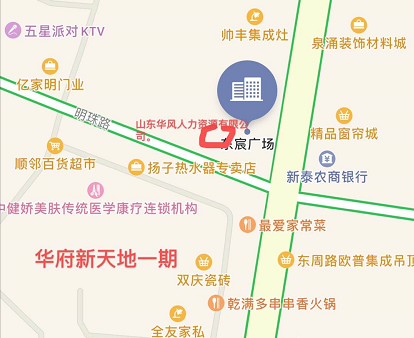 五星派对KTV
帅丰集成灶
泉涌装饰材料城
亿家明门业
明珠路
山东华风人力资源有限公
司。
东宸广场
精品窗帘城
顺邻百货超市
扬子热水器专卖店
新泰农商银行
中健娇美肤传统医学康疗连锁机构
最爱家常菜
华府新天地一期
双庆瓷砖
东周路欧普集成吊顶
乾满多串串香火锅
全友家私